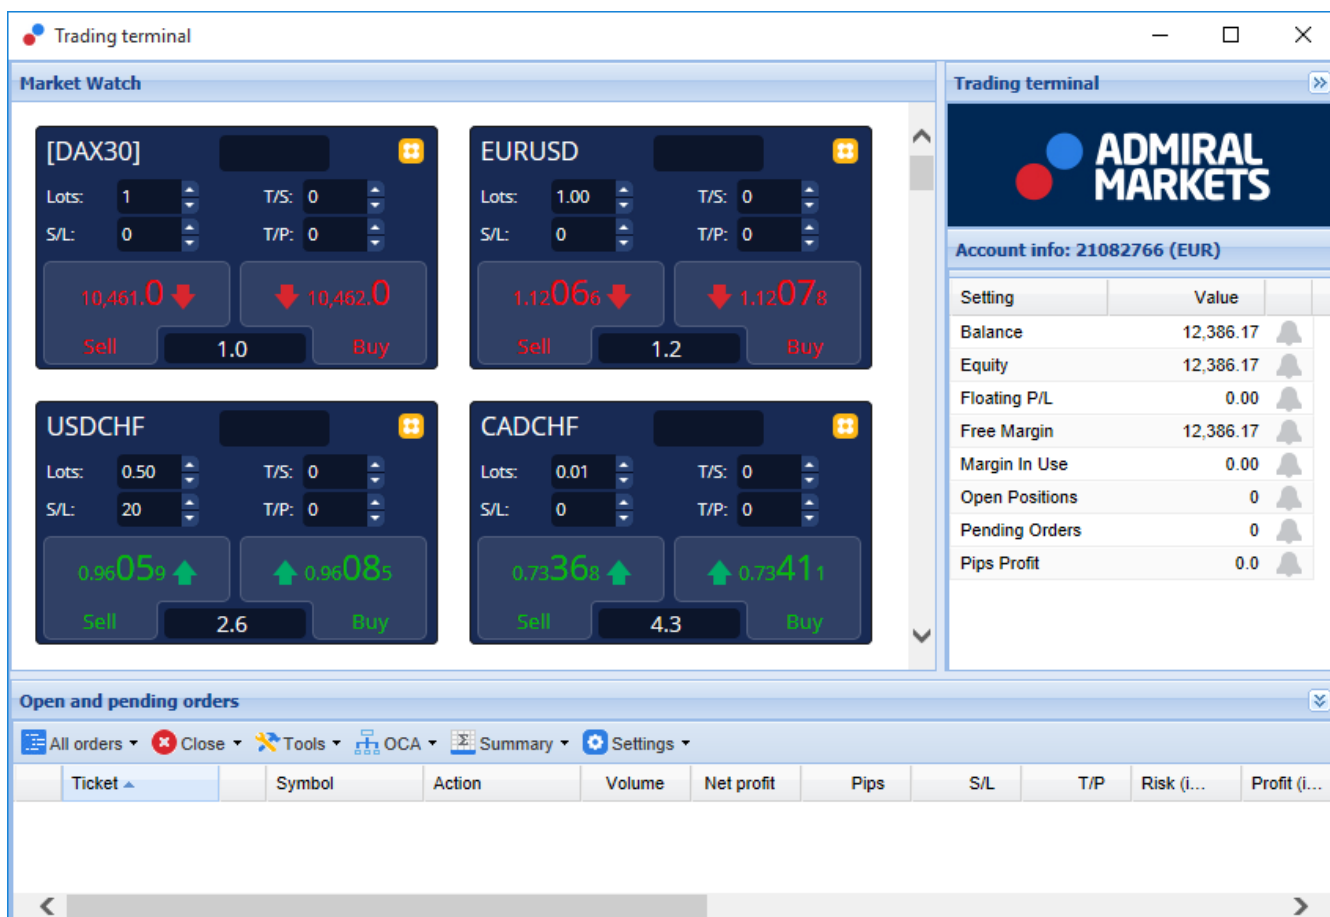 Trading terminal
Market Watch
[DAX30]
Lots: 1 T/S: 0
S/L: 0 T/P: 0
10,461.0 10,462.0
Sell 1.0 Buy
EURUSD
Lots: 1.00 T/S: 0
S/L: 0 T/P: 0
1.12066 1.12078
Sell 1.2 Buy
USDCHF
Lots: 0.50 T/S: 0
S/L: 20 T/P: 0
0.96059 0.96085
Sell 2.6 Buy
CADCHF
Lots: 0.01 T/S: 0
S/L: 0 T/P: 0
0.73368 0.73411
Sell 4.3 Buy
Trading terminal
ADMIRAL
MARKETS
Account info: 21082766 (EUR)
Setting Value
Balance 12,386.17
Equity 12,386.17
Floating P/L 0.00
Free Margin 12,386.17
Margin In Use 0.00
Open Positions 0
Pending Orders 0
Pips Profit 0.0
Open and pending orders
All orders Close Tools OCA Summary Settings
Ticket Symbol Action Volume Net profit Pips S/L T/P Risk (i... Profit (i...